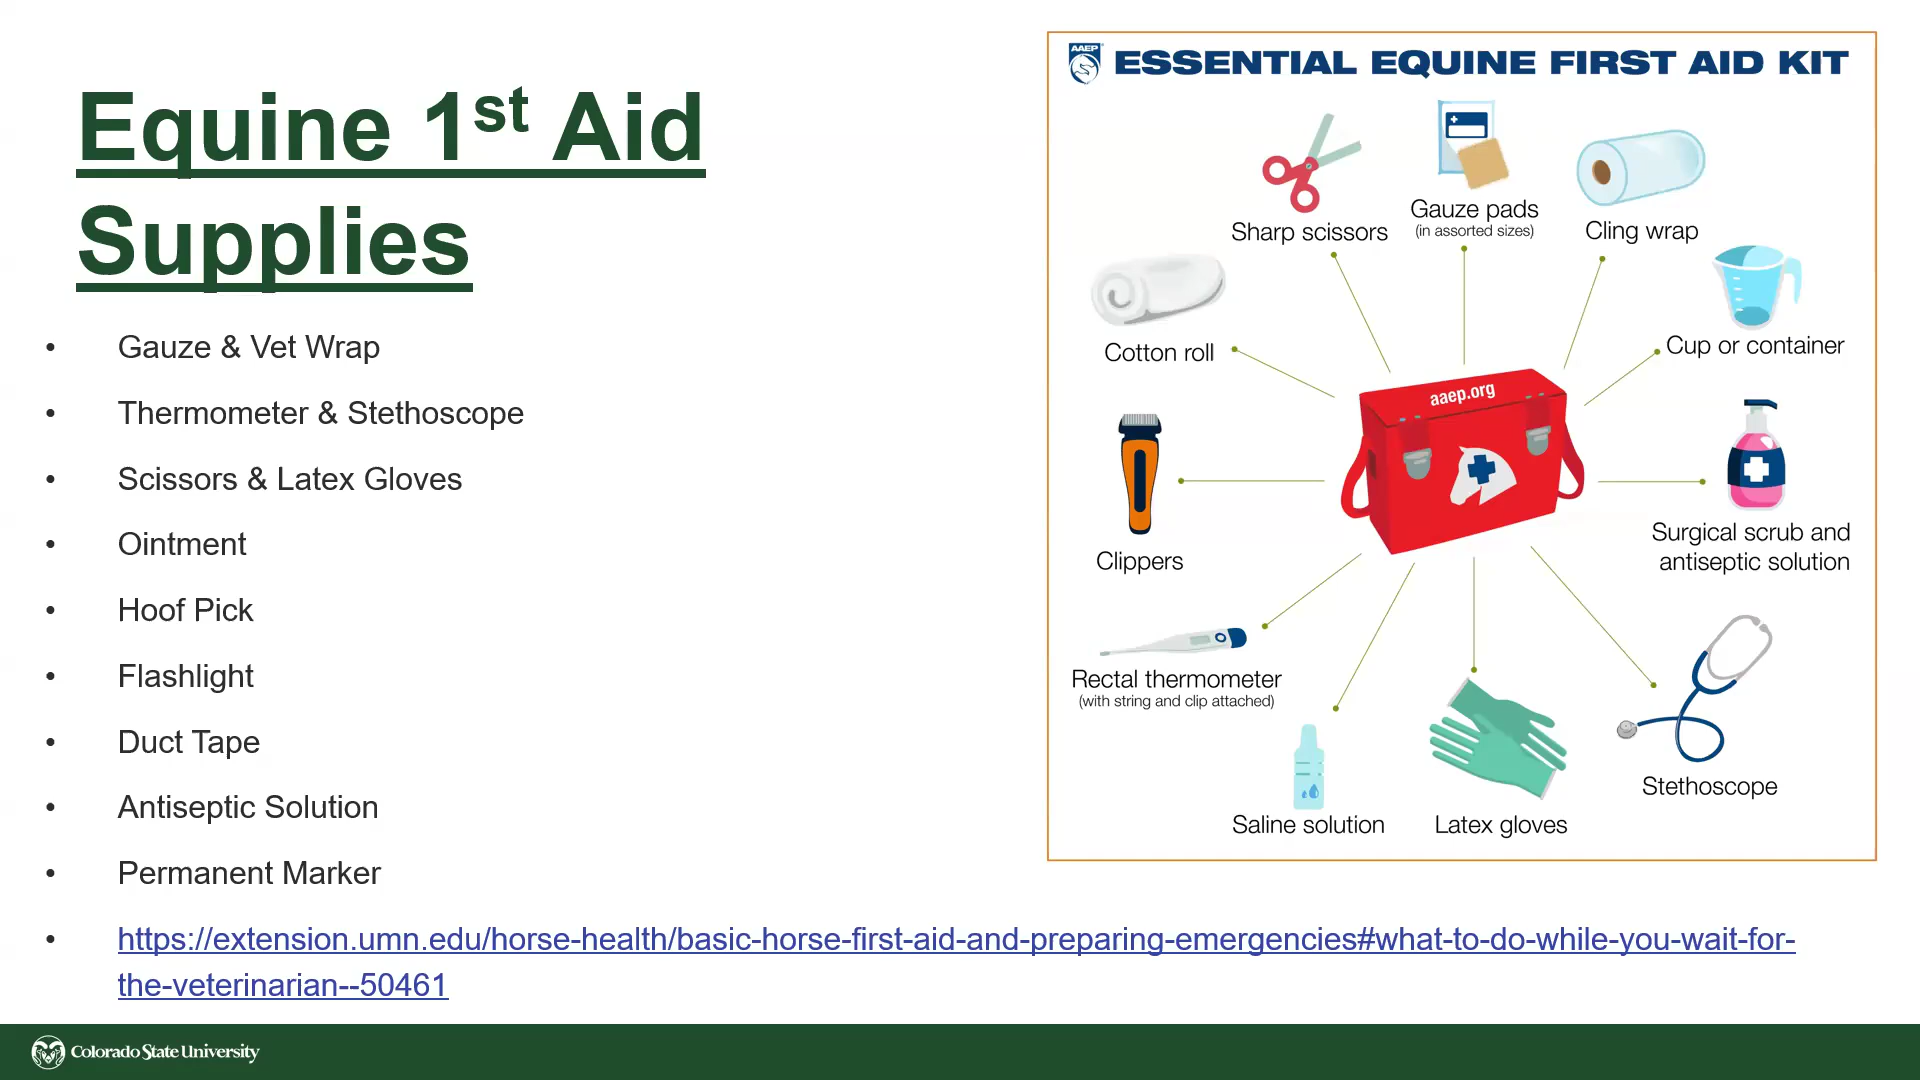 Equine 1st Aid
Supplies
• Gauze & Vet Wrap
• Thermometer & Stethoscope
• Scissors & Latex Gloves
• Ointment
• Hoof Pick
• Flashlight
• Duct Tape
• Antiseptic Solution
• Permanent Marker
• https://extension.umn.edu/horse-health/basic-horse-first-aid-and-preparing-emergencies#what-to-do-while-you-wait-for-
the-veterinarian--50461
AAEP
ESSENTIAL EQUINE FIRST AID KIT
Sharp scissors
Gauze pads
(in assorted sizes)
Cling wrap
Cotton roll
Cup or container
aaep.org
Clippers
Surgical scrub and
antiseptic solution
Rectal thermometer
(with string and clip attached)
Saline solution
Latex gloves
Stethoscope
Colorado State University